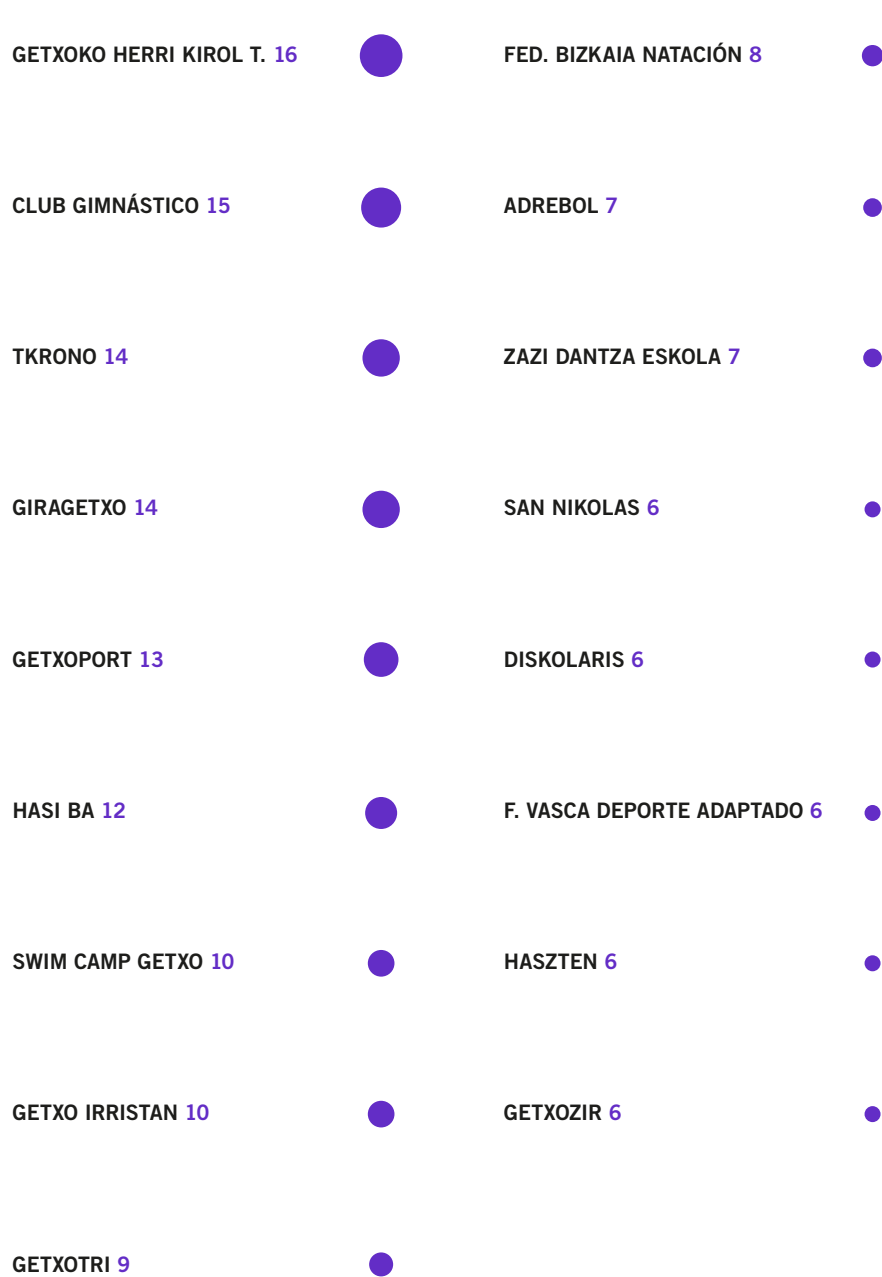 GETXOKO HERRI KIROL T. 16
CLUB GIMNÁSTICO 15
TKRONO 14
GIRAGETXO 14
GETXOPORT 13
HASI BA 12
SWIM CAMP GETXO 10
GETXO IRRISTAN 10
GETXOTRI 9
FED. BIZKAIA NATACIÓN 8
ADREBOL 7
ZAZI DANTZA ESKOLA 7
SAN NIKOLAS 6
DISKOLARIS 6
F. VASCA DEPORTE ADAPTADO 6
HASZTEN 6
GETXOZIR 6